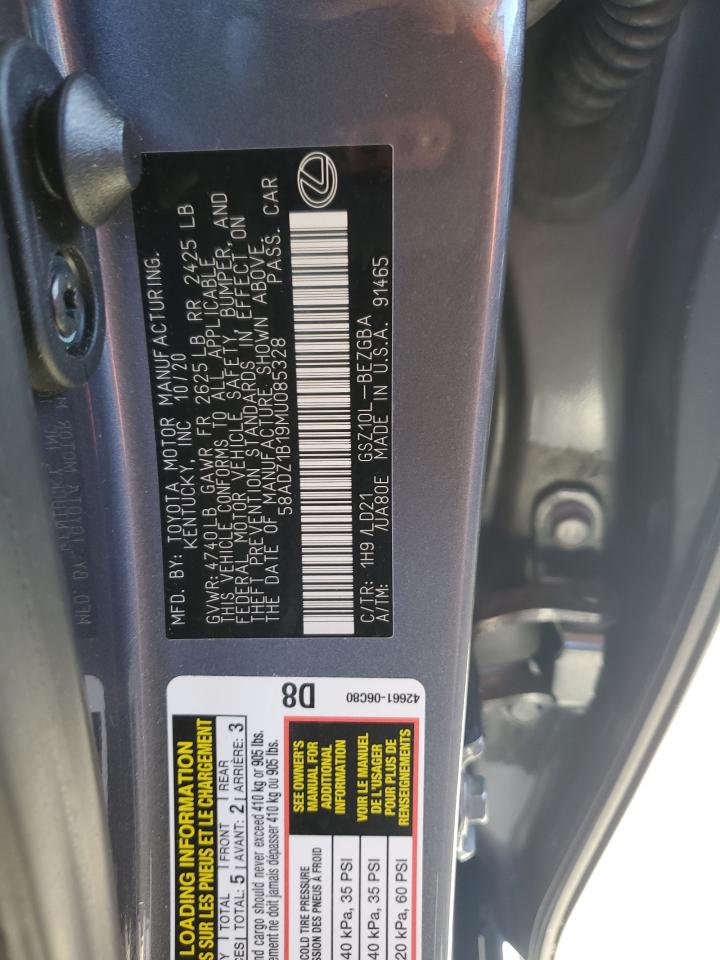 MFD. BY: TOYOTA MOTOR MANUFACTURING.
KENTUCKY, INC 10/20
GVWR: 4740LB GAWR FR 2625LB RR 2425 LB
THIS VEHICLE CONFORMS TO ALL APPLICABLE
FEDERAL MOTOR VEHICLE SAFETY, BUMPER, AND
THEFT PREVENTION STANDARDS IN EFFECT ON
THE DATE OF MANUFACTURE SHOWN ABOVE.
58ADZ1B19MU085328 PASS. CAR
C/TR: 1H9 /LD21 GSZ10L-BEZGBA
A/TM: /UA80E MADE IN U.S.A. 91465
LOADING INFORMATION
SUR LES PNEUS ET LE CHARGEMENT
TOTAL FRONT REAR
TOTAL: 5 AVANT: 2 ARRIÈRE: 3
and cargo should never exceed 410 kg or 905 lbs.
ne doit jamais dépasser 410 kg ou 905 lbs.
D8
COLD TIRE PRESSURE
DES PNEUS À FROID
40 kPa, 35 PSI
40 kPa, 35 PSI
20 kPa, 60 PSI
SEE OWNER'S
MANUAL FOR
ADDITIONAL
INFORMATION
VOIR LE MANUEL
DE L'USAGER
POUR PLUS DE
RENSEIGNEMENTS
42661-06C80